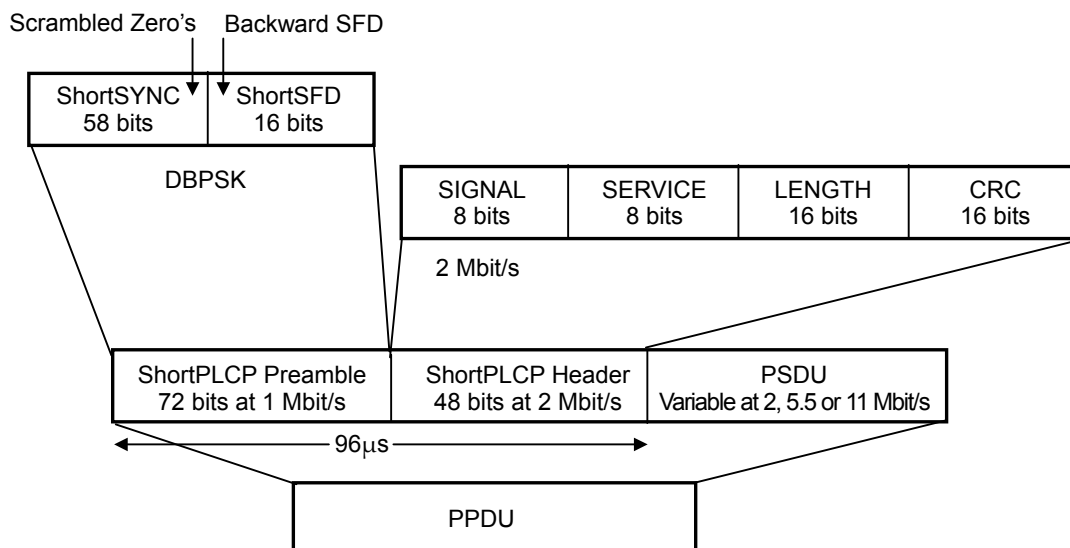 Scrambled Zero's
Backward SFD
ShortSYNC
58 bits
ShortSFD
16 bits
DBPSK
SIGNAL
8 bits
SERVICE
8 bits
LENGTH
16 bits
CRC
16 bits
2 Mbit/s
ShortPLCP Preamble
72 bits at 1 Mbit/s
ShortPLCP Header
48 bits at 2 Mbit/s
PSDU
Variable at 2, 5.5 or 11 Mbit/s
96μs
PPDU